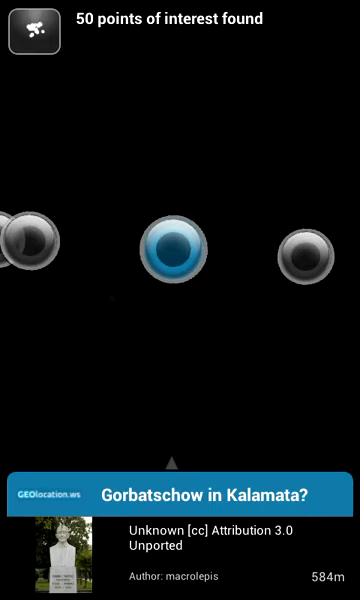 50 points of interest found
GEOlocation.ws
Gorbatschow in Kalamata?
Unknown [cc] Attribution 3.0
Unported
Author: macrolepis
584m